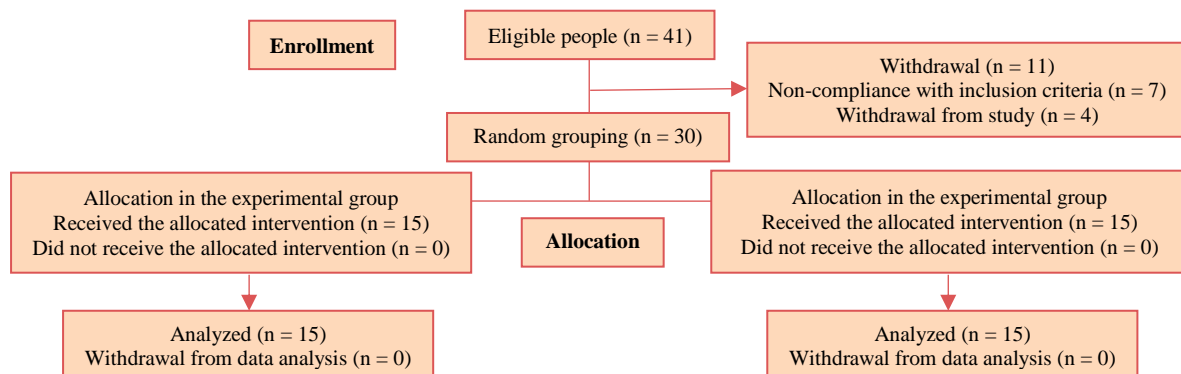 Enrollment
Eligible people (n = 41)
Withdrawal (n = 11)
Non-compliance with inclusion criteria (n = 7)
Withdrawal from study (n = 4)
Random grouping (n = 30)
Allocation in the experimental group
Received the allocated intervention (n = 15)
Did not receive the allocated intervention (n = 0)
Allocation
Allocation in the experimental group
Received the allocated intervention (n = 15)
Did not receive the allocated intervention (n = 0)
Analyzed (n = 15)
Withdrawal from data analysis (n = 0)
Analyzed (n = 15)
Withdrawal from data analysis (n = 0)